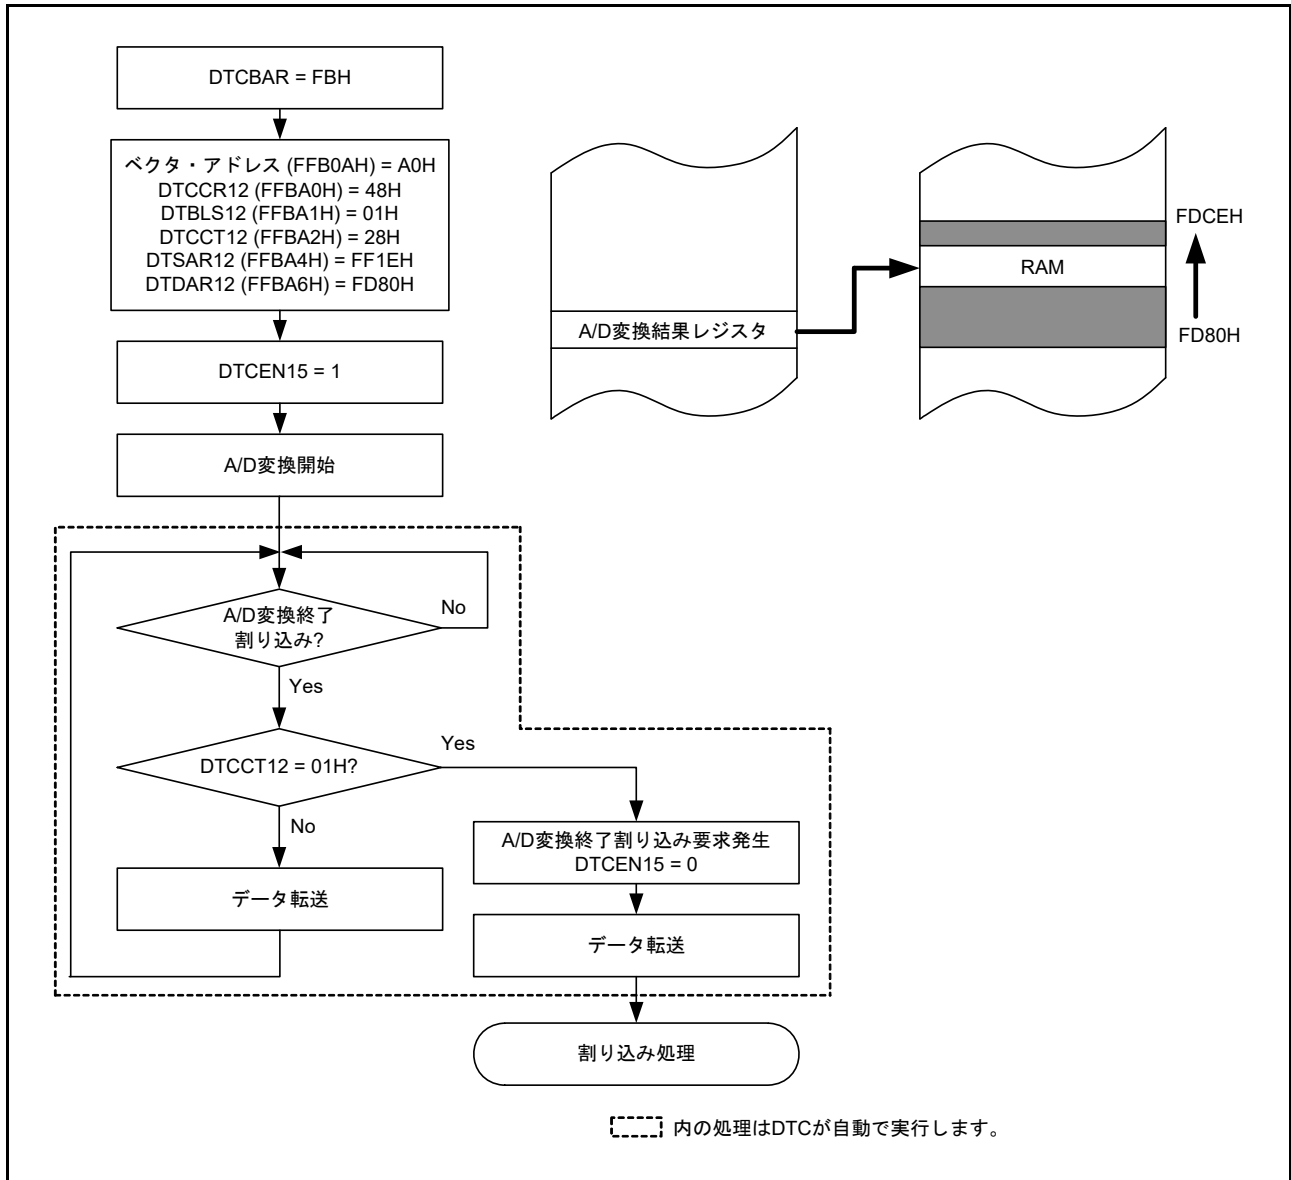 DTCBAR = FBH
ベクタ・アドレス (FFB0AH) = A0H
DTCCR12 (FFBA0H) = 48H
DTBLS12 (FFBA1H) = 01H
DTCCT12 (FFBA2H) = 28H
DTSAR12 (FFBA4H) = FF1EH
DTDAR12 (FFBA6H) = FD80H
DTCEN15 = 1
A/D変換開始
A/D変換終了
割り込み?
No
Yes
DTCCT12 = 01H?
Yes
No
データ転送
A/D変換終了割り込み要求発生
DTCEN15 = 0
データ転送
割り込み処理
A/D変換結果レジスタ
RAM
FDCEH
FD80H
内の処理はDTCが自動で実行します。